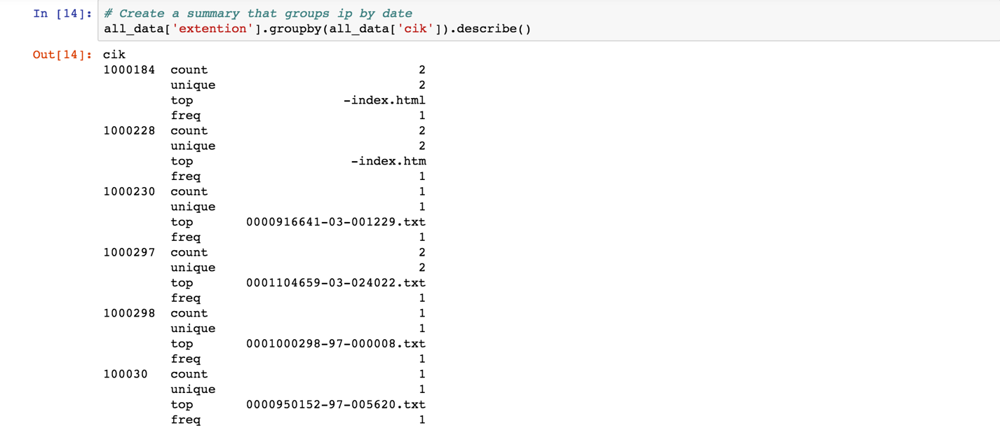 In [14]: # Create a summary that groups ip by date
all_data['extention'].groupby(all_data['cik']).describe()
Out[14]: cik
1000184 count 2
unique 2
top -index.html
freq 1
1000228 count 2
unique 2
top -index.htm
freq 1
1000230 count 1
unique 1
top 0000916641-03-001229.txt
freq 1
1000297 count 2
unique 2
top 0001104659-03-024022.txt
freq 1
1000298 count 1
unique 1
top 0001000298-97-000008.txt
freq 1
100030 count 1
unique 1
top 0000950152-97-005620.txt
freq 1